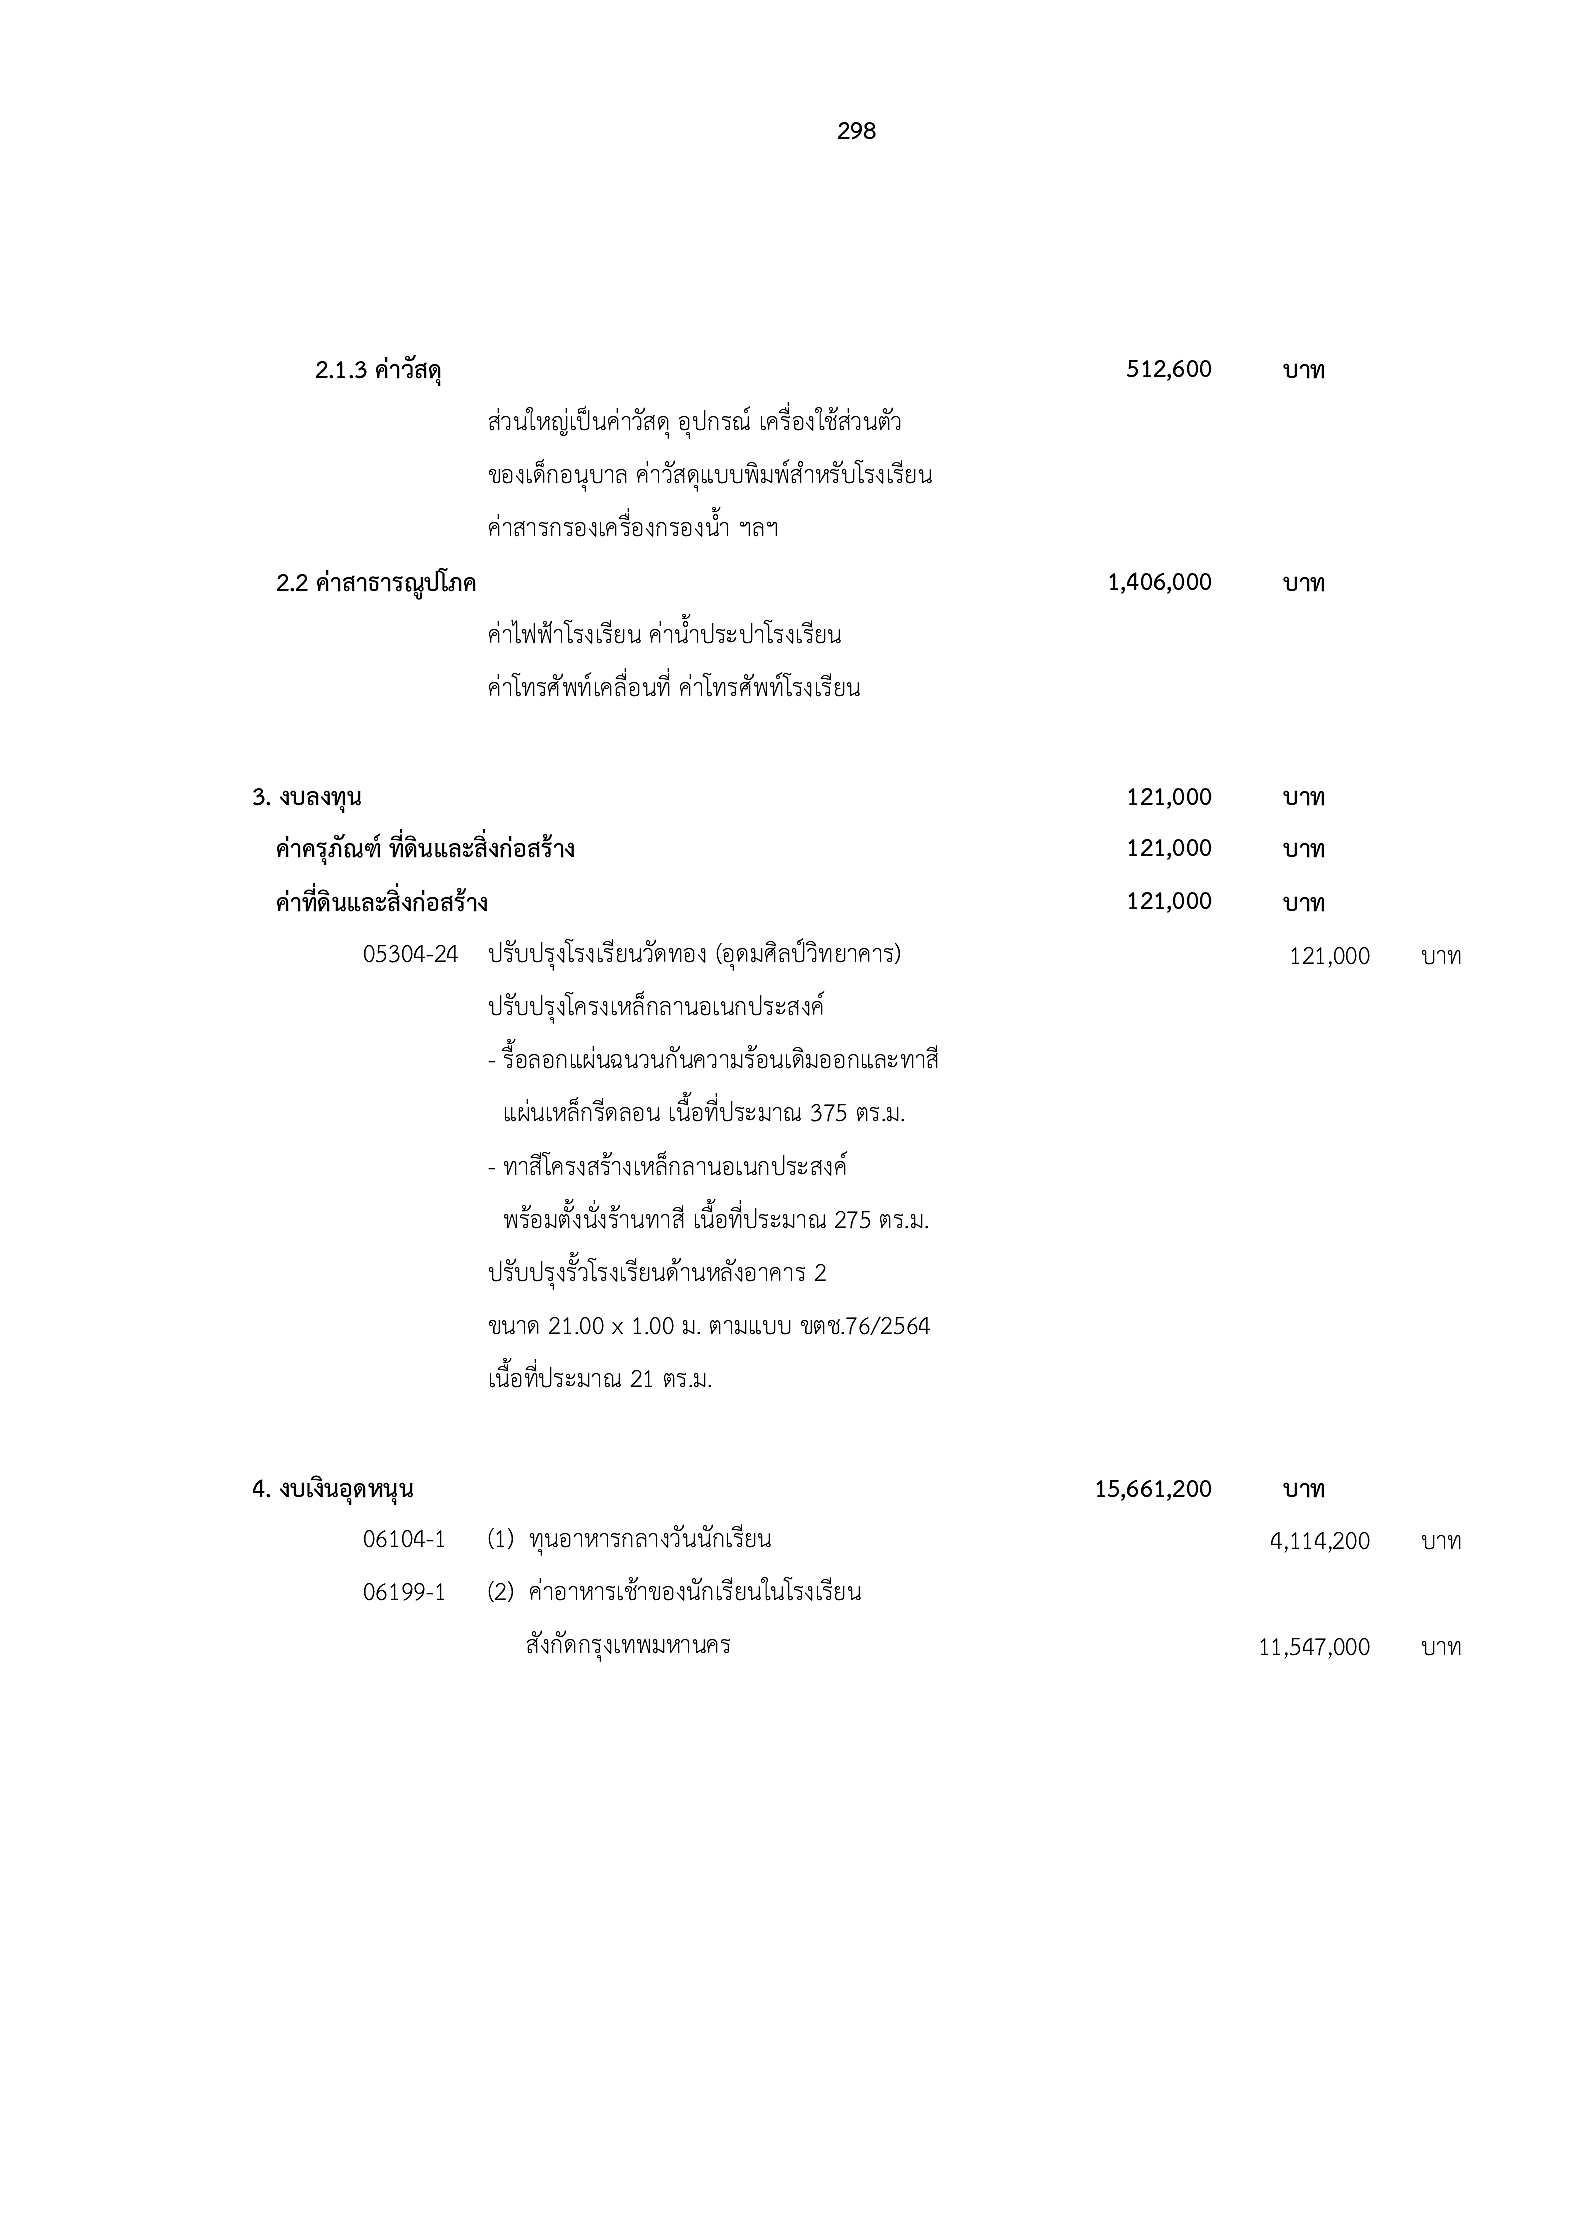 298
2.1.3 ค่าวัสดุ 512,600 บาท
ส่วนใหญ่เป็นค่าวัสดุ อุปกรณ์ เครื่องใช้ส่วนตัว
ของเด็กอนุบาล ค่าวัสดุแบบพิมพ์สำหรับโรงเรียน
ค่าสารกรองเครื่องกรองน้ำ ฯลฯ
2.2 ค่าสาธารณูปโภค 1,406,000 บาท
ค่าไฟฟ้าโรงเรียน ค่าน้ำประปาโรงเรียน
ค่าโทรศัพท์เคลื่อนที่ ค่าโทรศัพท์โรงเรียน
3. งบลงทุน 121,000 บาท
ค่าครุภัณฑ์ ที่ดินและสิ่งก่อสร้าง 121,000 บาท
ค่าที่ดินและสิ่งก่อสร้าง 121,000 บาท
05304-24 ปรับปรุงโรงเรียนวัดทอง (อุดมศิลป์วิทยาคาร) 121,000 บาท
ปรับปรุงโครงเหล็กลานอเนกประสงค์
- รื้อลอกแผ่นฉนวนกันความร้อนเดิมออกและทาสี
แผ่นเหล็กรีดลอน เนื้อที่ประมาณ 375 ตร.ม.
- ทาสีโครงสร้างเหล็กลานอเนกประสงค์
พร้อมตั้งนั่งร้านทาสี เนื้อที่ประมาณ 275 ตร.ม.
ปรับปรุงรั้วโรงเรียนด้านหลังอาคาร 2
ขนาด 21.00 x 1.00 ม. ตามแบบ ขตช.76/2564
เนื้อที่ประมาณ 21 ตร.ม.
4. งบเงินอุดหนุน 15,661,200 บาท
06104-1 (1) ทุนอาหารกลางวันนักเรียน 4,114,200 บาท
06199-1 (2) ค่าอาหารเช้าของนักเรียนในโรงเรียน
สังกัดกรุงเทพมหานคร 11,547,000 บาท